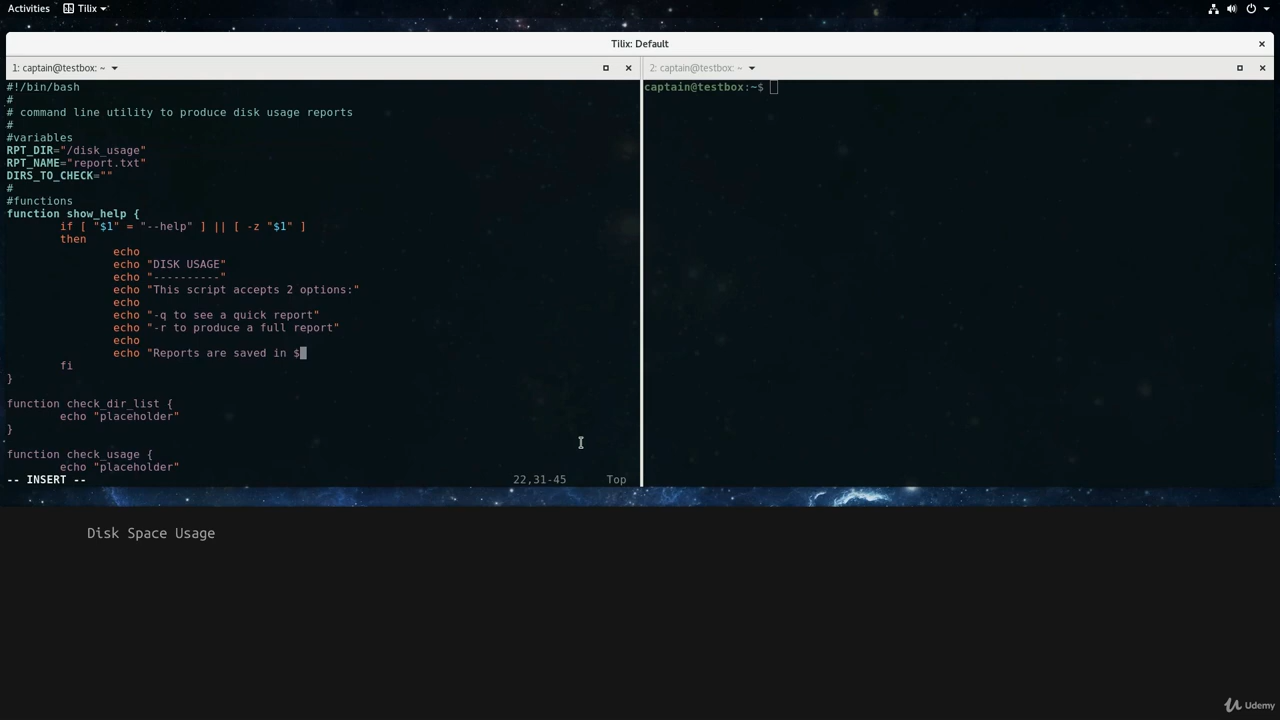 Activities Tilix
Tilix: Default
1: captain@testbox: ~
2: captain@testbox: ~
#!/bin/bash
#
# command line utility to produce disk usage reports
#
#variables
RPT_DIR="/disk_usage"
RPT_NAME="report.txt"
DIRS_TO_CHECK=""
#
#functions
function show_help {
if [ "$1" = "--help" ] || [ -z "$1" ]
then
echo
echo "DISK USAGE"
echo "----------"
echo "This script accepts 2 options:"
echo
echo "-q to see a quick report"
echo "-r to produce a full report"
echo
echo "Reports are saved in $
fi
}
function check_dir_list {
echo "placeholder"
}
function check_usage {
echo "placeholder"
-- INSERT -- 22,31-45 Top
captain@testbox:~$
Disk Space Usage
Udemy